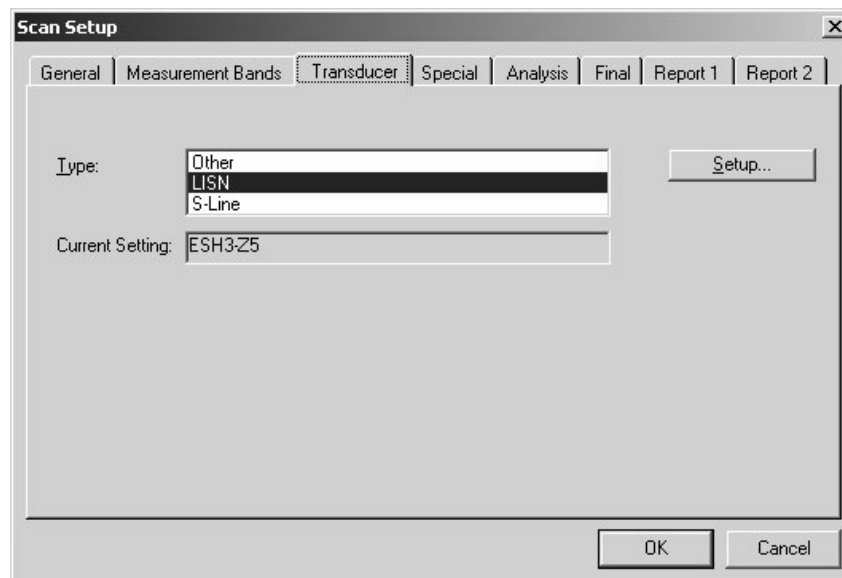 Scan Setup
General Measurement Bands Transducer Special Analysis Final Report 1 Report 2
Type:
Other
LISN
S-Line
Setup...
Current Setting: ESH3-Z5
OK Cancel